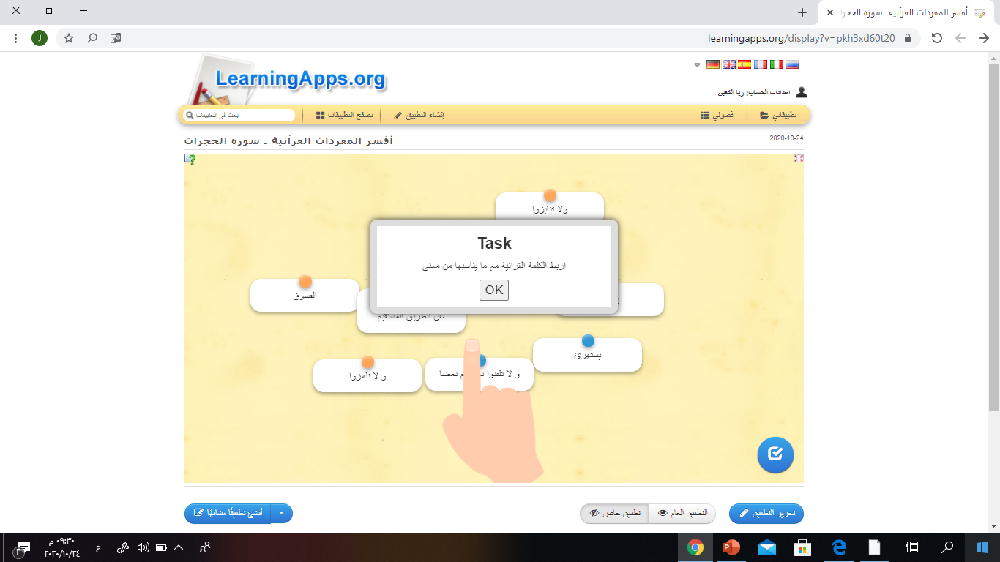 أفسر المفردات القرآنية ـ سورة الحجرا
learningapps.org/display?v=pkh3xd60t20
J
LearningApps.org
اعدادات الحساب: ريا الكعبي
تطبيقاتي
فصولي
إنشاء التطبيق
تصفح التطبيقات
ابحث في التطبيقات
2020-10-24
أفسر المفردات القرآنية ـ سورة الحجرات
ولا تنابزوا
Task
اربط الكلمة القرآنية مع ما يناسبها من معنى
OK
الفسوق
عن الطريق المستقيم
يستهزئ
و لا تلمزوا
و لا تلقبوا
م بعضا
تحرير التطبيق
التطبيق العام
تطبيق خاص
أنشئ تطبيقًا مشابهًا
٠٩:٣٠ م
٢٠٢٠/١٠/٢٤
ع
٢